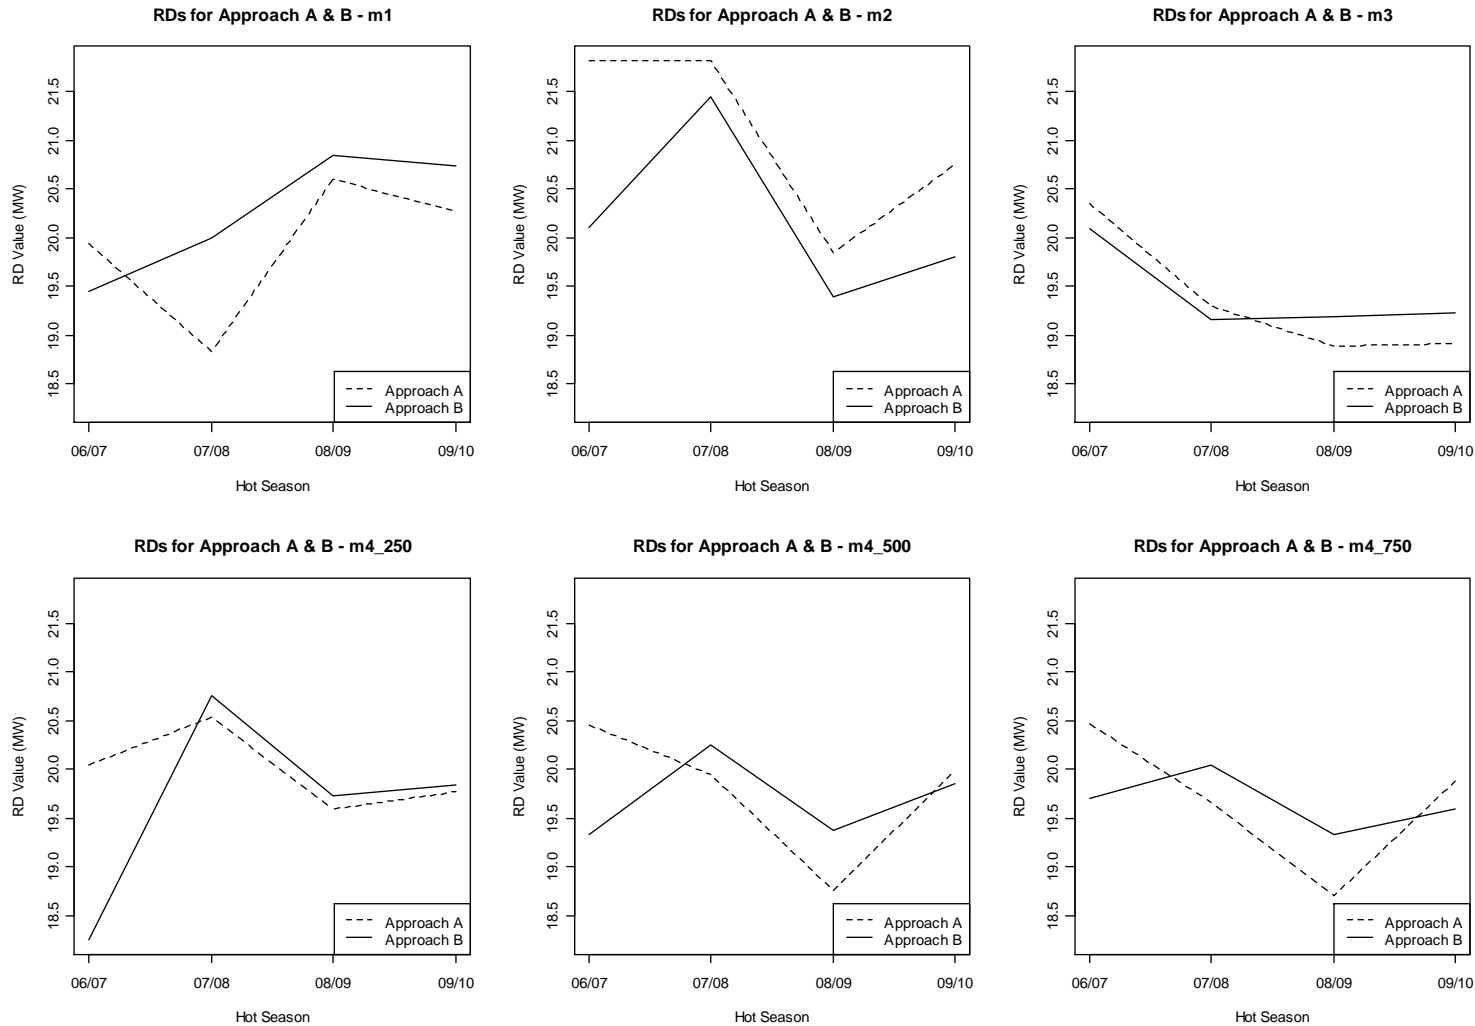 RDs for Approach A & B - m1
RD Value (MW)
21.5
21.0
20.5
20.0
19.5
19.0
18.5
Approach A
Approach B
06/07 07/08 08/09 09/10
Hot Season
RDs for Approach A & B - m2
RD Value (MW)
21.5
21.0
20.5
20.0
19.5
19.0
18.5
Approach A
Approach B
06/07 07/08 08/09 09/10
Hot Season
RDs for Approach A & B - m3
RD Value (MW)
21.5
21.0
20.5
20.0
19.5
19.0
18.5
Approach A
Approach B
06/07 07/08 08/09 09/10
Hot Season
RDs for Approach A & B - m4_250
RD Value (MW)
21.5
21.0
20.5
20.0
19.5
19.0
18.5
Approach A
Approach B
06/07 07/08 08/09 09/10
Hot Season
RDs for Approach A & B - m4_500
RD Value (MW)
21.5
21.0
20.5
20.0
19.5
19.0
18.5
Approach A
Approach B
06/07 07/08 08/09 09/10
Hot Season
RDs for Approach A & B - m4_750
RD Value (MW)
21.5
21.0
20.5
20.0
19.5
19.0
18.5
Approach A
Approach B
06/07 07/08 08/09 09/10
Hot Season